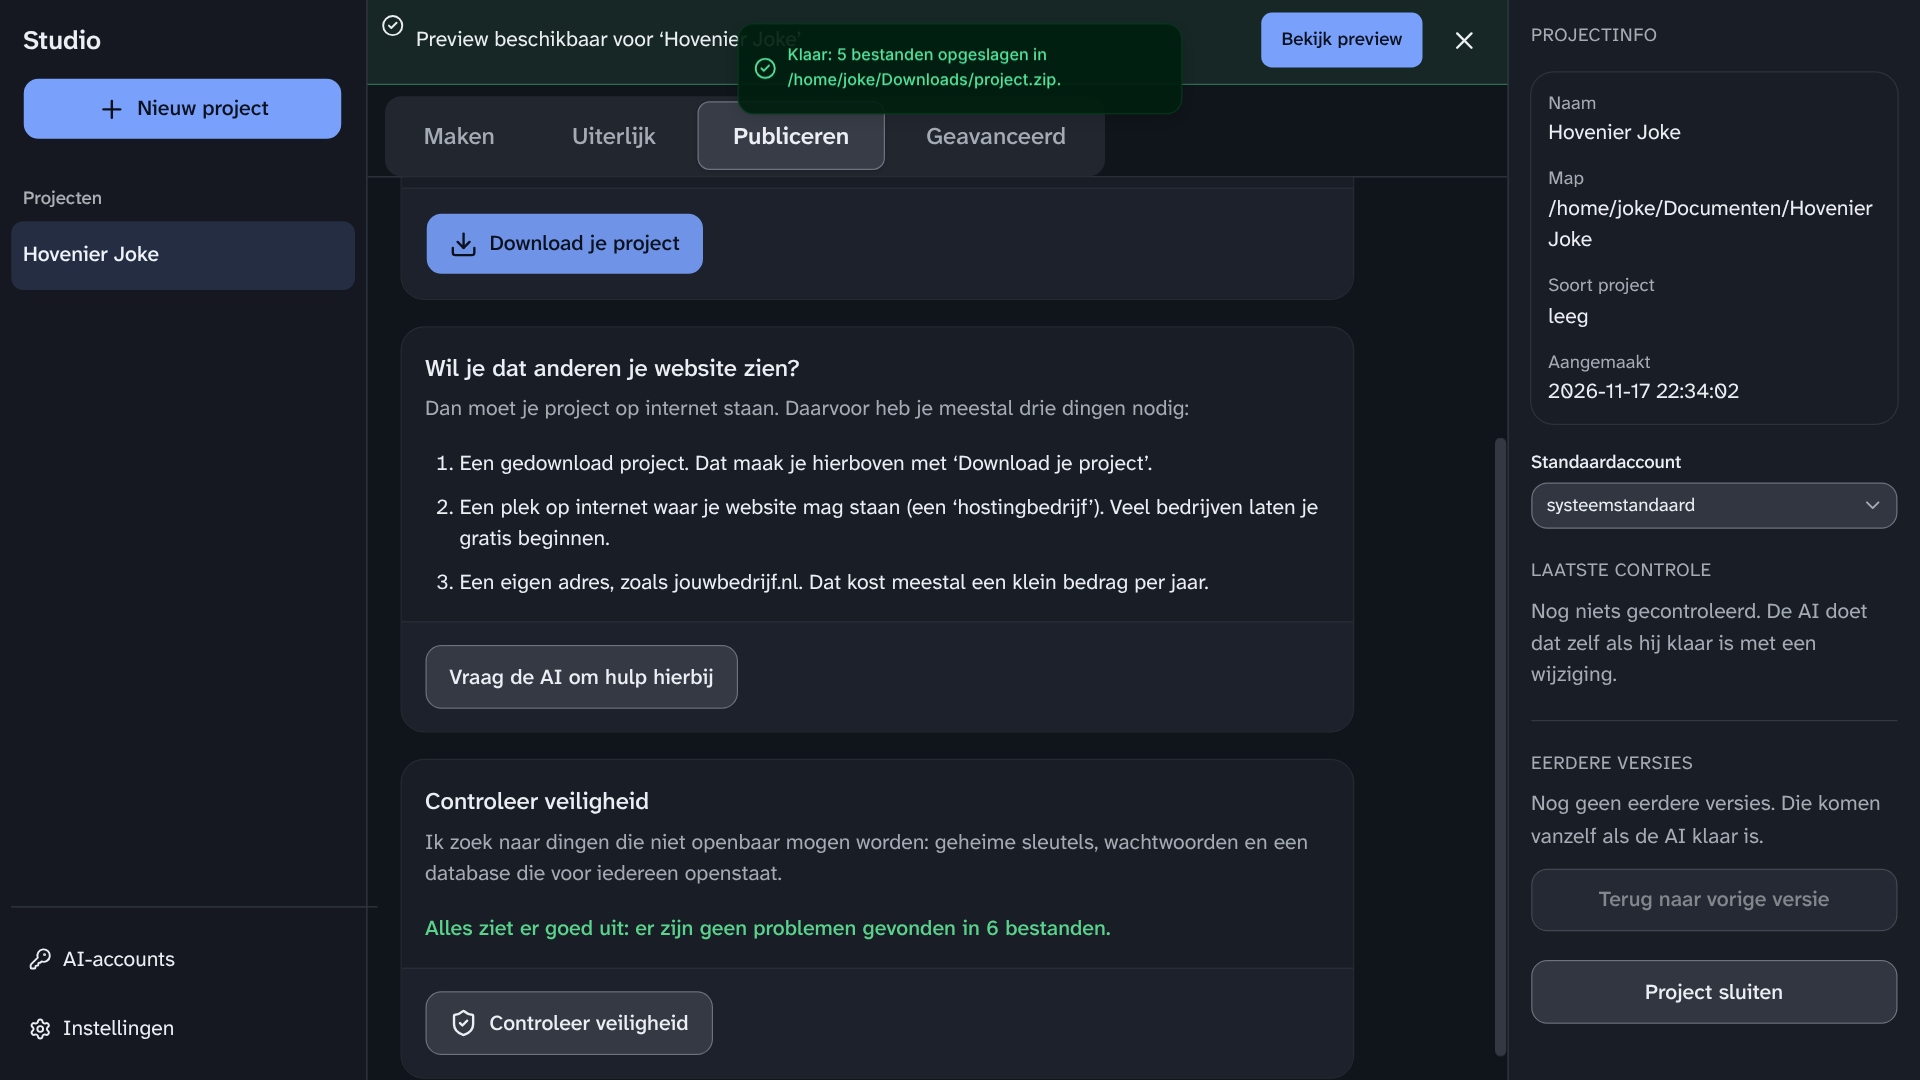 Studio
Nieuw project
Projecten
Hovenier Joke
AI-accounts
Instellingen
Preview beschikbaar voor ‘Hovenier Joke’
Bekijk preview
Klaar: 5 bestanden opgeslagen in
/home/joke/Downloads/project.zip.
Maken
Uiterlijk
Publiceren
Geavanceerd
Download je project
Wil je dat anderen je website zien?
Dan moet je project op internet staan. Daarvoor heb je meestal drie dingen nodig:
1. Een gedownload project. Dat maak je hierboven met ‘Download je project’.
2. Een plek op internet waar je website mag staan (een ‘hostingbedrijf’). Veel bedrijven laten je
gratis beginnen.
3. Een eigen adres, zoals jouwbedrijf.nl. Dat kost meestal een klein bedrag per jaar.
Vraag de AI om hulp hierbij
Controleer veiligheid
Ik zoek naar dingen die niet openbaar mogen worden: geheime sleutels, wachtwoorden en een
database die voor iedereen openstaat.
Alles ziet er goed uit: er zijn geen problemen gevonden in 6 bestanden.
Controleer veiligheid
PROJECTINFO
Naam
Hovenier Joke
Map
/home/joke/Documenten/Hovenier
Joke
Soort project
leeg
Aangemaakt
2026-11-17 22:34:02
Standaardaccount
systeemstandaard
LAATSTE CONTROLE
Nog niets gecontroleerd. De AI doet
dat zelf als hij klaar is met een
wijziging.
EERDERE VERSIES
Nog geen eerdere versies. Die komen
vanzelf als de AI klaar is.
Terug naar vorige versie
Project sluiten